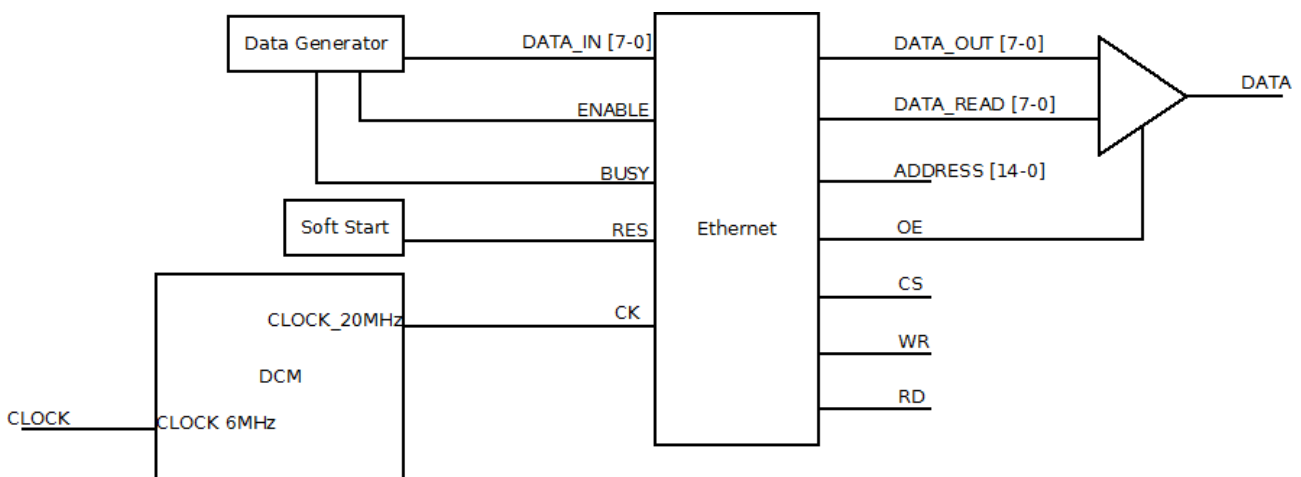 Data Generator
DATA_IN [7-0]
DATA_OUT [7-0]
DATA
ENABLE
DATA_READ [7-0]
BUSY
ADDRESS [14-0]
Soft Start
RES
Ethernet
OE
CS
CLOCK_20MHz
CK
WR
DCM
RD
CLOCK
CLOCK 6MHz